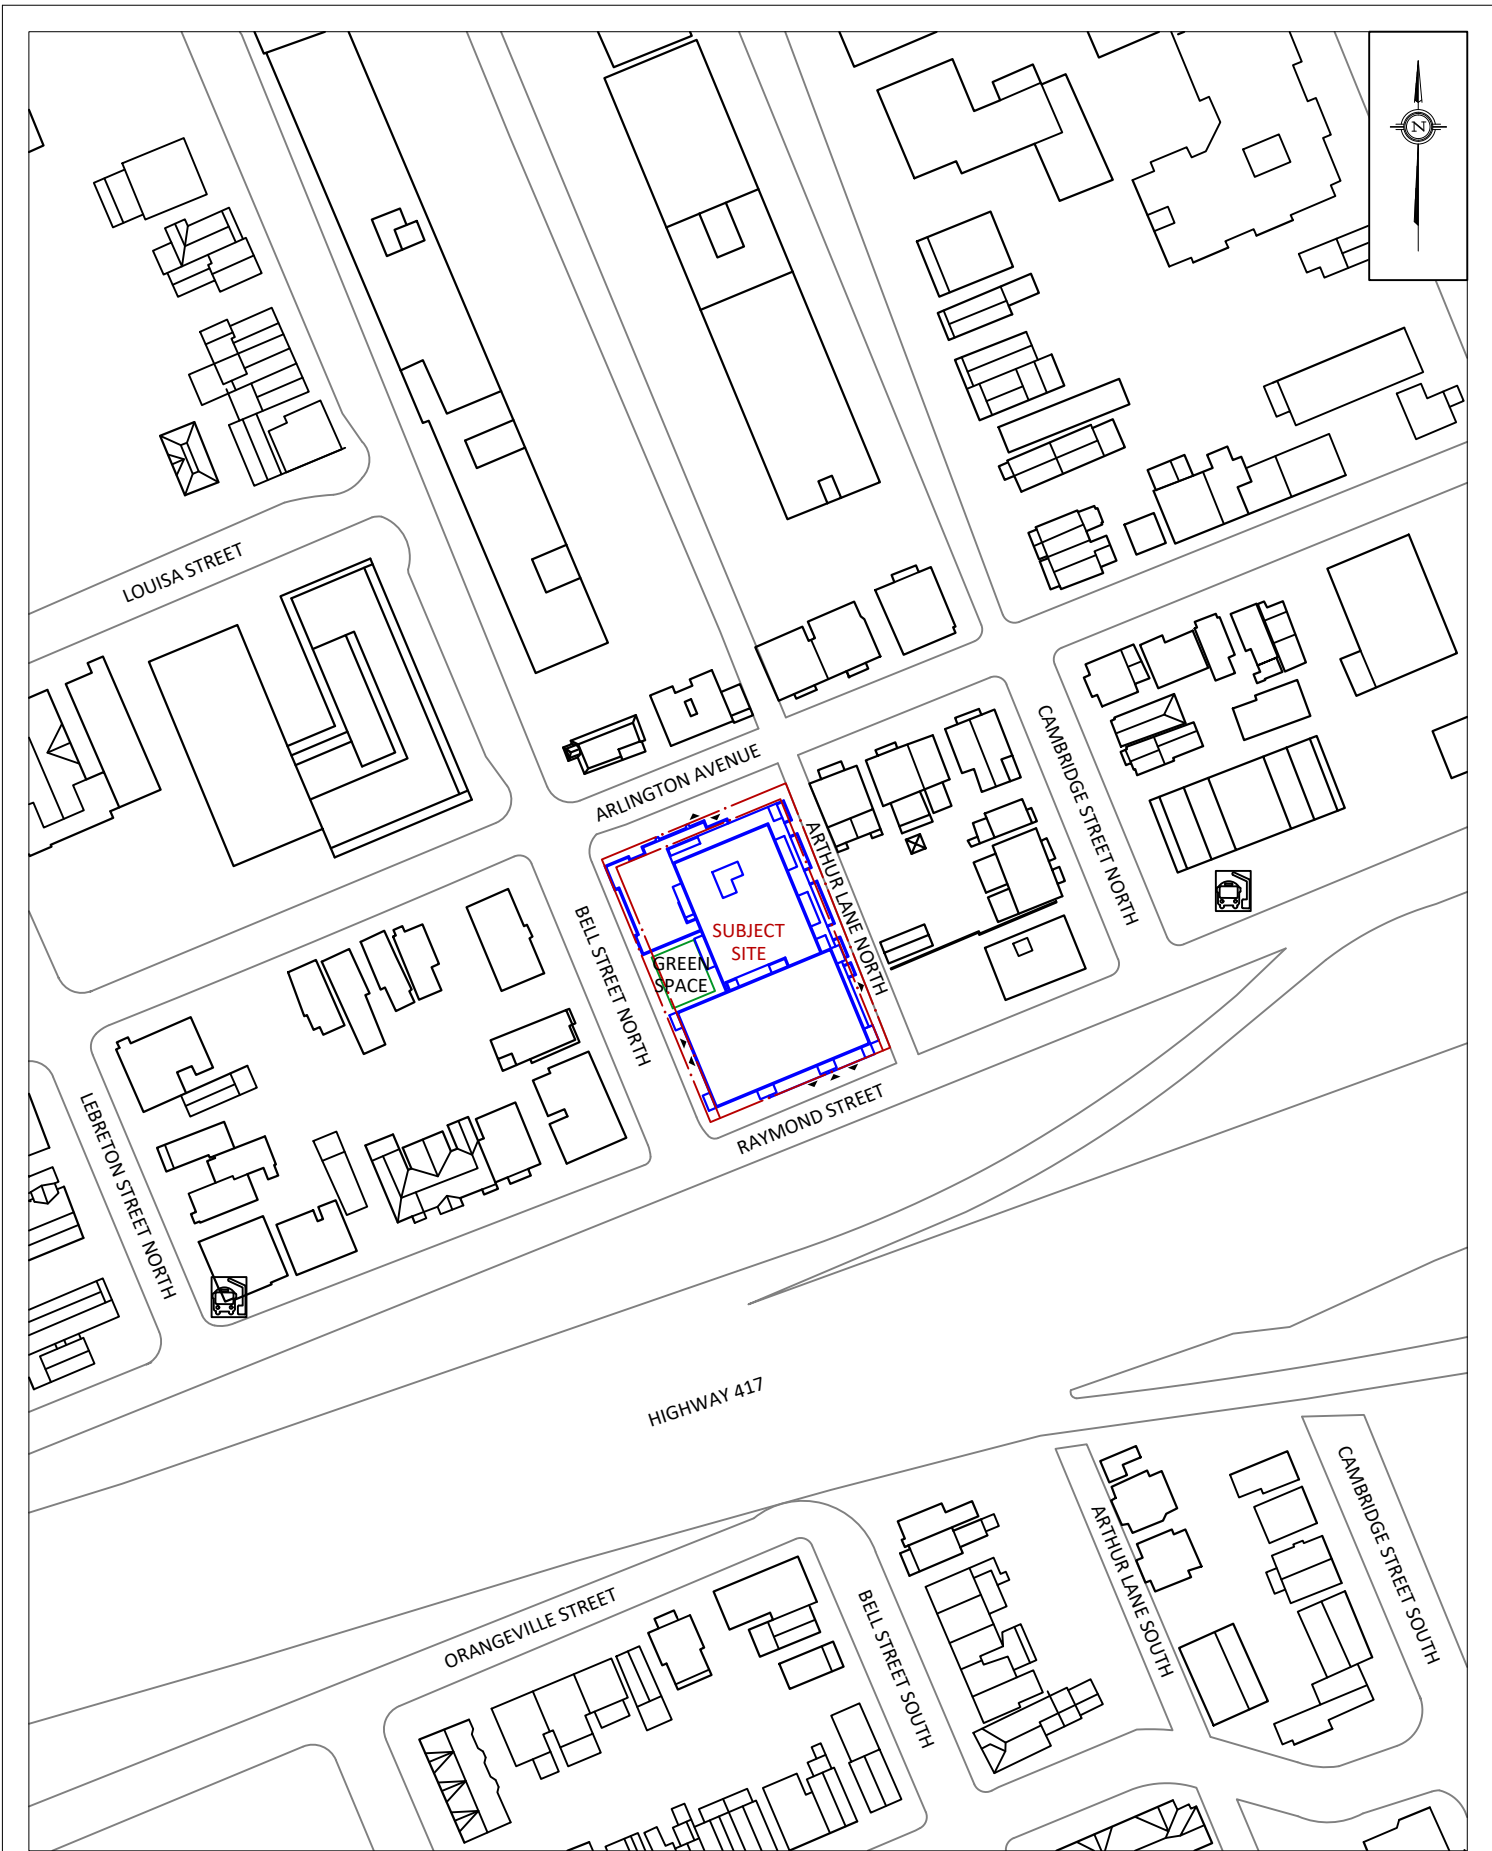 N
LOUISA STREET
ARLINGTON AVENUE
CAMBRIDGE STREET NORTH
ARTHUR LANE NORTH
BELL STREET NORTH
SUBJECT
SITE
GREEN
SPACE
RAYMOND STREET
LEBRETON STREET NORTH
HIGHWAY 417
ORANGEVILLE STREET
BELL STREET SOUTH
ARTHUR LANE SOUTH
CAMBRIDGE STREET SOUTH